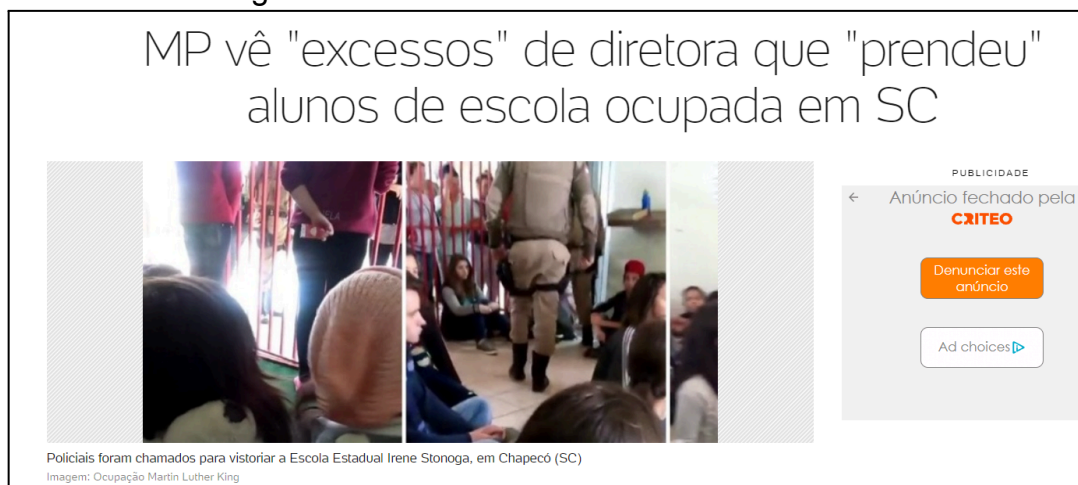 MP vê "excessos" de diretora que "prendeu"
alunos de escola ocupada em SC
PUBLICIDADE
Anúncio fechado pela
CRITEO
Denunciar este
anúncio
Ad choices
Policiais foram chamados para vistoriar a Escola Estadual Irene Stonoga, em Chapecó (SC)
Imagem: Ocupação Martin Luther King